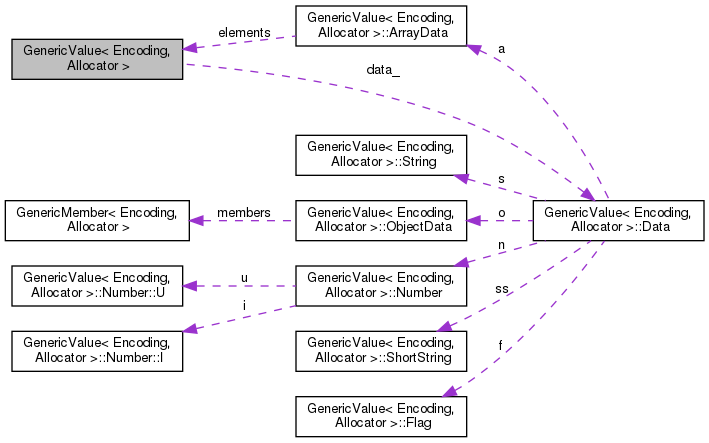 GenericValue< Encoding,
Allocator >::ArrayData
elements
GenericValue< Encoding,
Allocator >
a
data_
GenericValue< Encoding,
Allocator >::String
s
GenericMember< Encoding,
Allocator >
members
GenericValue< Encoding,
Allocator >::ObjectData
o
GenericValue< Encoding,
Allocator >::Data
n
GenericValue< Encoding,
Allocator >::Number::U
u
GenericValue< Encoding,
Allocator >::Number
ss
i
GenericValue< Encoding,
Allocator >::Number::I
GenericValue< Encoding,
Allocator >::ShortString
f
GenericValue< Encoding,
Allocator >::Flag